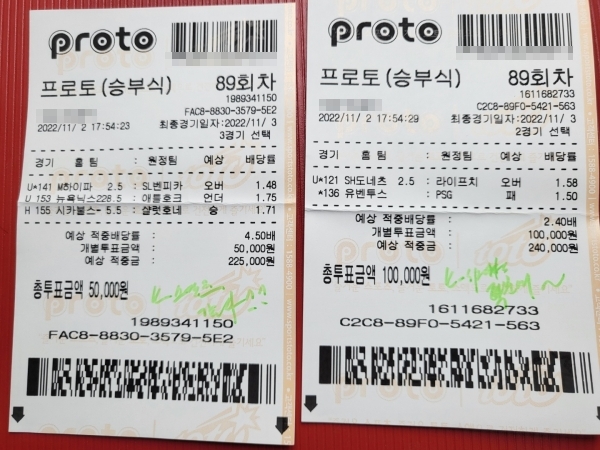 proto
프로토(승부식) 89회차
1989341150
FAC8-8830-3579-5E2
2022/11/ 2 17:54:23 최종경기일자:2022/11/ 3
3경기 선택
경기 홈 팀 : 원정팀 예상 배당률
U*141 M하이파 2.5 : SL벤피카 오버 1.48
U 153 뉴욕닉스228.5 : 애틀호크 언더 1.75
H 155 시카불스- 5.5 : 샬럿호네 승 1.71
예상 적중배당률 : 4.50배
개별투표금액 : 50,000원
예상 적중금 : 225,000원
총투표금액 50,000원
1989341150
FAC8-8830-3579-5E2
proto
프로토(승부식) 89회차
1611682733
C2C8-89F0-5421-563
2022/11/ 2 17:54:29 최종경기일자:2022/11/ 3
2경기 선택
경기 홈 팀 : 원정팀 예상 배당률
U*121 SH도네츠 2.5 : 라이프치 오버 1.58
*136 유벤투스 : PSG 패 1.50
예상 적중배당률 : 2.40배
개별투표금액 : 100,000원
예상 적중금 : 240,000원
총투표금액 100,000원
1611682733
C2C8-89F0-5421-563